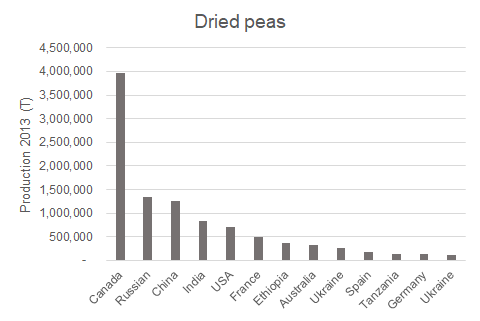 Dried peas
Production 2013 (T)
4,500,000
4,000,000
3,500,000
3,000,000
2,500,000
2,000,000
1,500,000
1,000,000
500,000
-
Canada
Russian
China
India
USA
France
Ethiopia
Australia
Ukraine
Spain
Tanzania
Germany
Ukraine